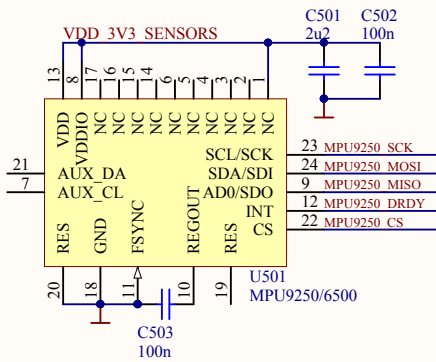 VDD_3V3_SENSORS
C501
2u2
C502
100n
13
8
17
16
15
14
6
5
4
3
2
1
VDD
VDDIO
NC
NC
NC
NC
NC
NC
NC
NC
NC
NC
SCL/SCK
23
MPU9250_SCK
21
AUX_DA
SDA/SDI
24
MPU9250_MOSI
7
AUX_CL
AD0/SDO
9
MPU9250_MISO
INT
12
MPU9250_DRDY
CS
22
MPU9250_CS
RES
GND
FSYNC
REGOUT
RES
20
18
11
10
19
U501
MPU9250/6500
C503
100n